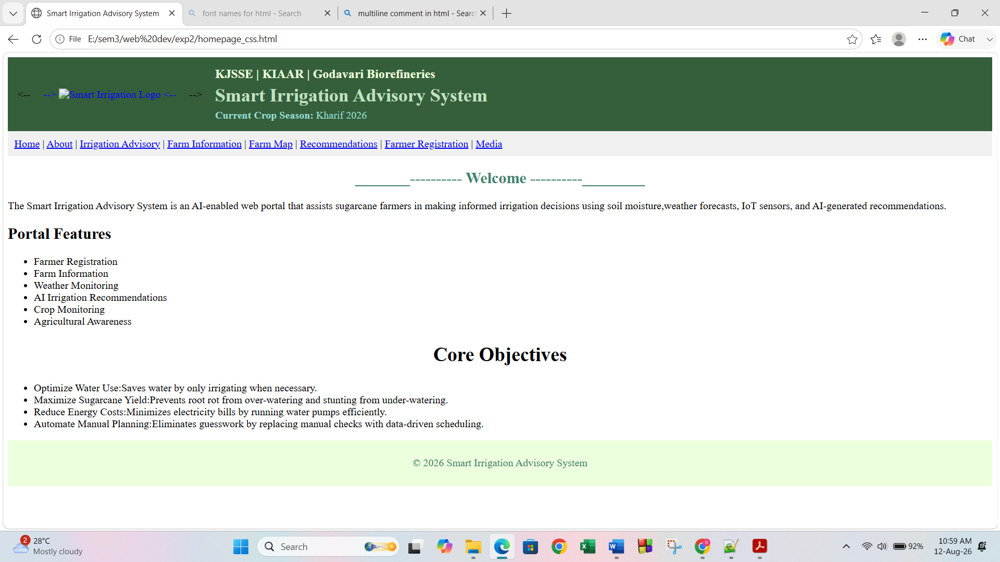 Smart Irrigation Advisory System
font names for html - Search
multiline comment in html - Searc
File E:/sem3/web%20dev/exp2/homepage_css.html
Chat
KJSSE | KIAAR | Godavari Biorefineries
<-- --> Smart Irrigation Logo <-- -->
Smart Irrigation Advisory System
Current Crop Season: Kharif 2026
Home | About | Irrigation Advisory | Farm Information | Farm Map | Recommendations | Farmer Registration | Media
---------- Welcome ----------
The Smart Irrigation Advisory System is an AI-enabled web portal that assists sugarcane farmers in making informed irrigation decisions using soil moisture,weather forecasts, IoT sensors, and AI-generated recommendations.
Portal Features
• Farmer Registration
• Farm Information
• Weather Monitoring
• AI Irrigation Recommendations
• Crop Monitoring
• Agricultural Awareness
Core Objectives
• Optimize Water Use:Saves water by only irrigating when necessary.
• Maximize Sugarcane Yield:Prevents root rot from over-watering and stunting from under-watering.
• Reduce Energy Costs:Minimizes electricity bills by running water pumps efficiently.
• Automate Manual Planning:Eliminates guesswork by replacing manual checks with data-driven scheduling.
© 2026 Smart Irrigation Advisory System
2
28°C
Mostly cloudy
Search
S
92%
10:59 AM
12-Aug-26